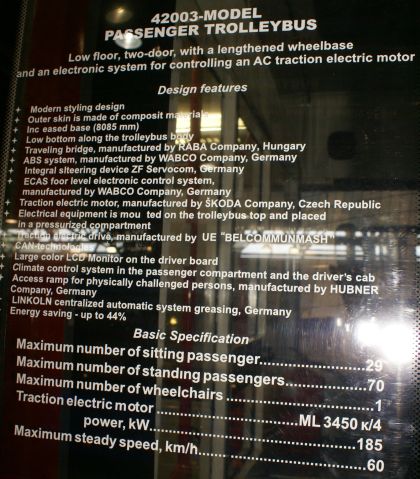 42003-MODEL
PASSENGER TROLLEYBUS
Low floor, two-door, with a lengthened wheelbase
and an electronic system for controlling an AC traction electric motor
Design features
+ Modern styling design
+ Outer skin is made of composit materials
+ Inc eased base (8085 mm)
+ Low bottom along the trolleybus body
+ Traveling bridge, manufactured by RABA Company, Hungary
+ ABS system, manufactured by WABCO Company, Germany
+ Integral slteering device ZF Servocom, Germany
ECAS foor level electronic control system,
manufactured by WABCO Company, Germany
+ Traction electric motor, manufactured by ŠKODA Company, Czech Republic
Electrical equipment is mou ted on the trolleybus top and placed
in a pressurized compartment
Traction electric drive, manufactured by UE "BELCOMMUNMASH"
CAN-technologies
+ Large color LCD Monitor on the driver board
+ Climate control system in the passenger compartment and the driver's cab
Access ramp for physically challenged persons, manufactured by HUBNER
Company, Germany
+ LINKOLN centralized automatic system greasing, Germany
+ Energy saving - up to 44%
Basic Specification
Maximum number of sitting passenger....................29
Maximum number of standing passengers................70
Maximum number of wheelchairs ............................1
Traction electric motor ..........................ML 3450 к/4
power, kW.............................................185
Maximum steady speed, km/h...............................60